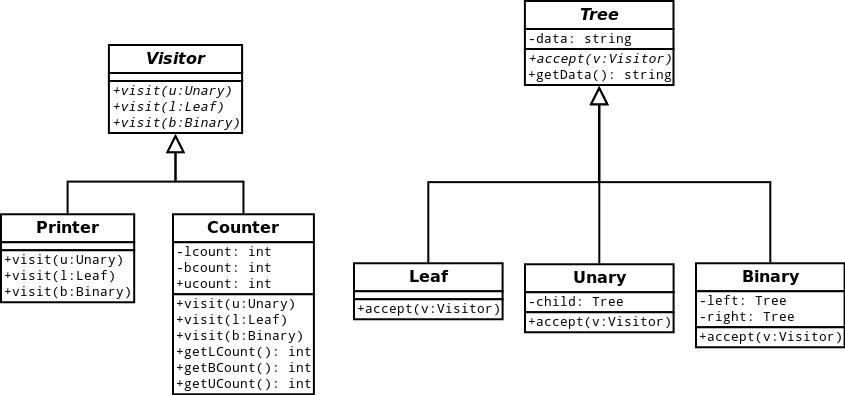 Visitor
+visit(u:Unary)
+visit(l:Leaf)
+visit(b:Binary)
Printer
+visit(u:Unary)
+visit(l:Leaf)
+visit(b:Binary)
Counter
-lcount: int
-bcount: int
+ucount: int
+visit(u:Unary)
+visit(l:Leaf)
+visit(b:Binary)
+getLCount(): int
+getBCount(): int
+getUCount(): int
Tree
-data: string
+accept(v:Visitor)
+getData(): string
Leaf
+accept(v:Visitor)
Unary
-child: Tree
+accept(v:Visitor)
Binary
-left: Tree
-right: Tree
+accept(v:Visitor)